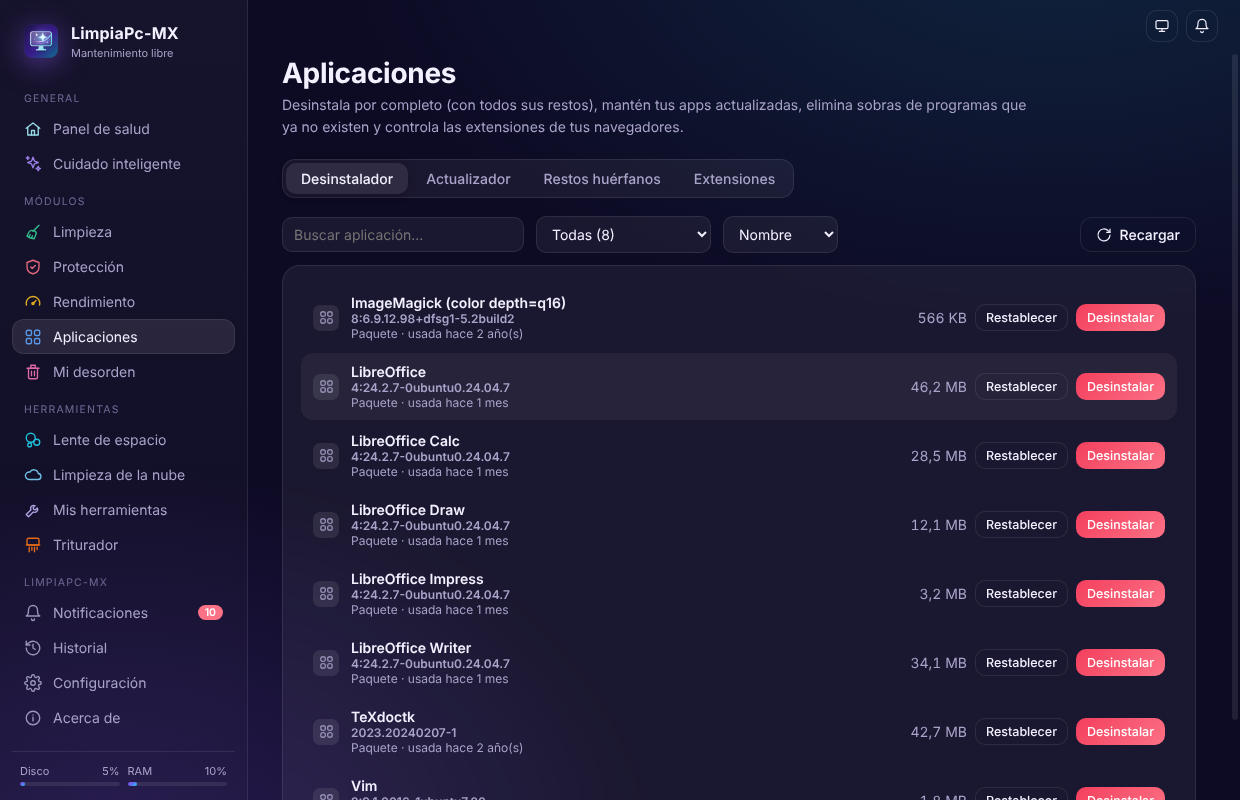 LimpiaPc-MX
Mantenimiento libre
GENERAL
Panel de salud
Cuidado inteligente
MÓDULOS
Limpieza
Protección
Rendimiento
Aplicaciones
Mi desorden
HERRAMIENTAS
Lente de espacio
Limpieza de la nube
Mis herramientas
Triturador
LIMPIAPC-MX
Notificaciones 10
Historial
Configuración
Acerca de
Disco 5% RAM 10%
Aplicaciones
Desinstala por completo (con todos sus restos), mantén tus apps actualizadas, elimina sobras de programas que
ya no existen y controla las extensiones de tus navegadores.
Desinstalador Actualizador Restos huérfanos Extensiones
Buscar aplicación... Todas (8) Nombre Recargar
ImageMagick (color depth=q16)
8:6.9.12.98+dfsg1-5.2build2
Paquete · usada hace 2 año(s)
566 KB Restablecer Desinstalar
LibreOffice
4:24.2.7-0ubuntu0.24.04.7
Paquete · usada hace 1 mes
46,2 MB Restablecer Desinstalar
LibreOffice Calc
4:24.2.7-0ubuntu0.24.04.7
Paquete · usada hace 1 mes
28,5 MB Restablecer Desinstalar
LibreOffice Draw
4:24.2.7-0ubuntu0.24.04.7
Paquete · usada hace 1 mes
12,1 MB Restablecer Desinstalar
LibreOffice Impress
4:24.2.7-0ubuntu0.24.04.7
Paquete · usada hace 1 mes
3,2 MB Restablecer Desinstalar
LibreOffice Writer
4:24.2.7-0ubuntu0.24.04.7
Paquete · usada hace 1 mes
34,1 MB Restablecer Desinstalar
TeXdoctk
2023.20240207-1
Paquete · usada hace 2 año(s)
42,7 MB Restablecer Desinstalar
Vim
1,8 MB Restablecer Desinstalar